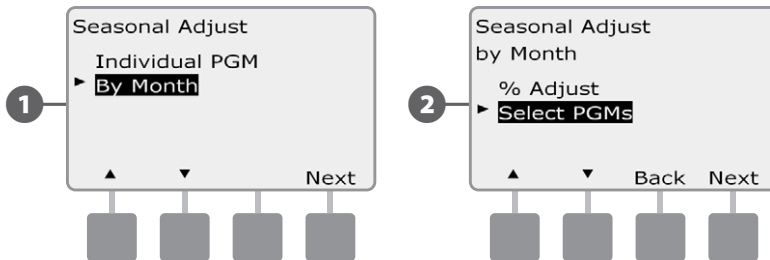 1
Seasonal Adjust
Individual PGM
► By Month
▲ ▼ Next
2
Seasonal Adjust
by Month
% Adjust
► Select PGMs
▲ ▼ Back Next